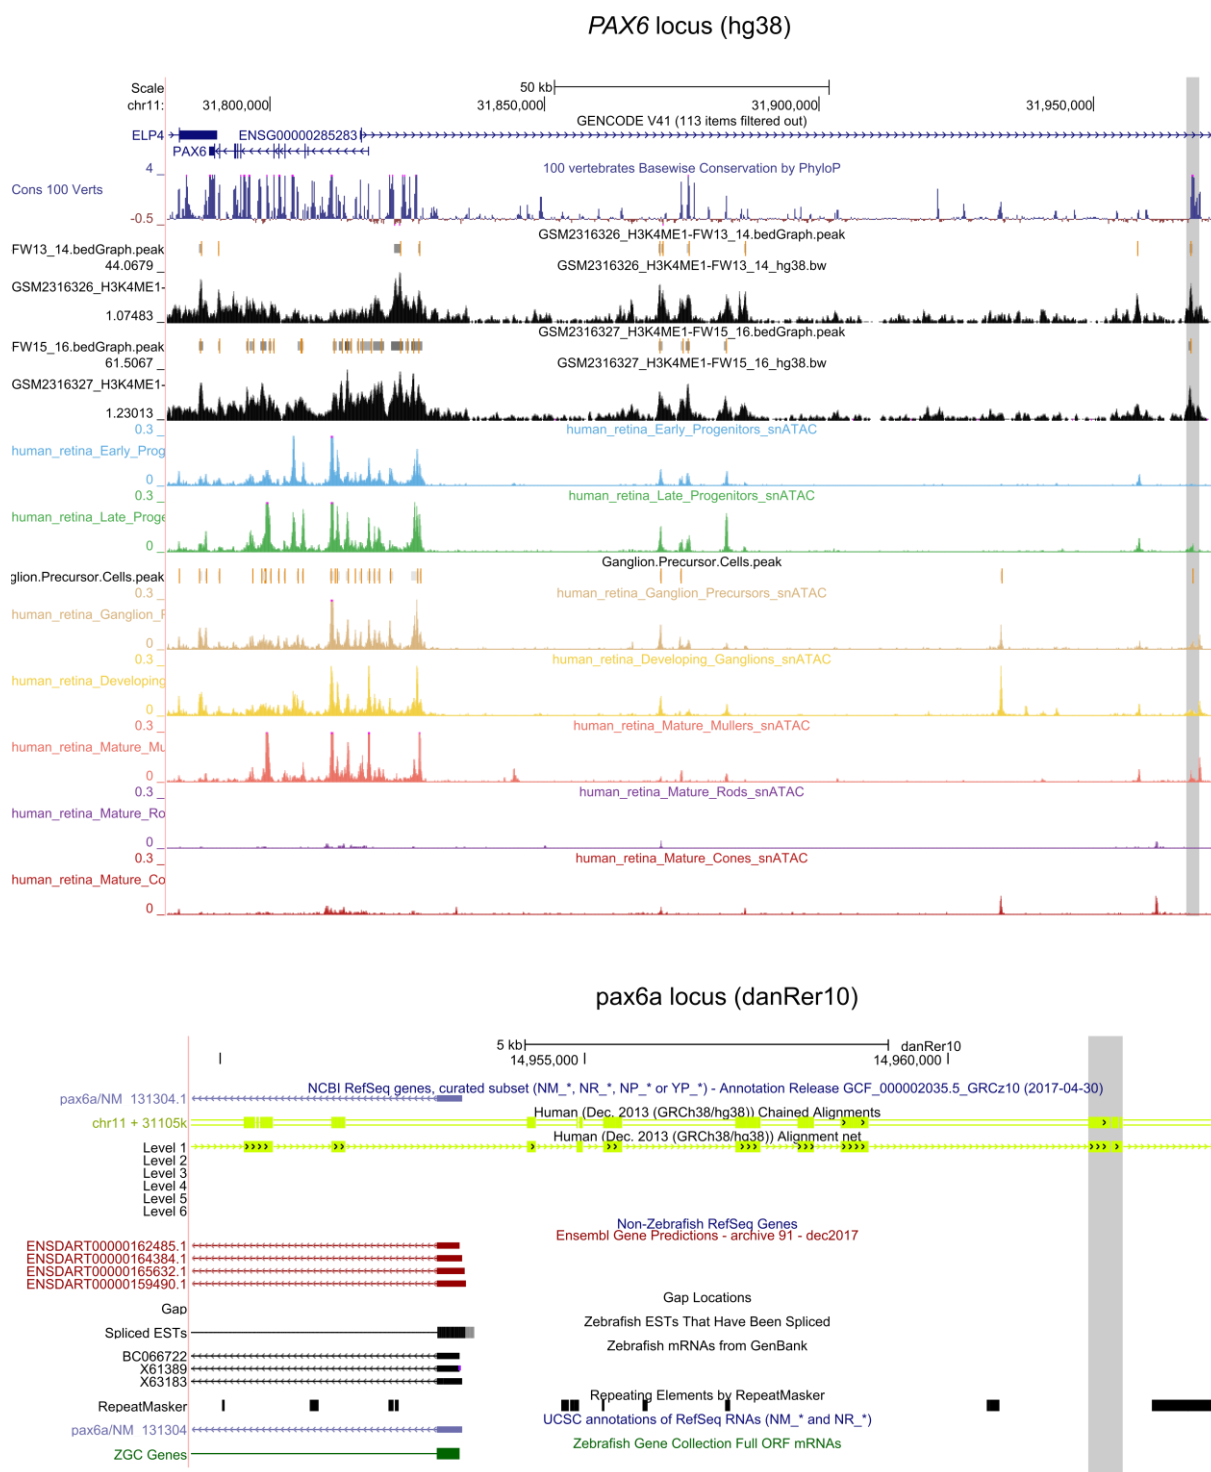 PAX6 locus (hg38)
Scale 50 kb
chr11: 31,800,000 31,850,000 31,900,000 31,950,000
GENCODE V41 (113 items filtered out)
ELP4 ENSG00000285283
PAX6
4 100 vertebrates Basewise Conservation by PhyloP
Cons 100 Verts
-0.5
GSM2316326_H3K4ME1-FW13_14.bedGraph.peak
FW13_14.bedGraph.peak
44.0679 GSM2316326_H3K4ME1-FW13_14_hg38.bw
GSM2316326_H3K4ME1-
1.07483
GSM2316327_H3K4ME1-FW15_16.bedGraph.peak
FW15_16.bedGraph.peak
61.5067 GSM2316327_H3K4ME1-FW15_16_hg38.bw
GSM2316327_H3K4ME1-
1.23013
0.3 human_retina_Early_Progenitors_snATAC
human_retina_Early_Prog
0
0.3 human_retina_Late_Progenitors_snATAC
human_retina_Late_Proge
0
Ganglion.Precursor.Cells.peak
glion.Precursor.Cells.peak
0.3 human_retina_Ganglion_Precursors_snATAC
human_retina_Ganglion_F
0
0.3 human_retina_Developing_Ganglions_snATAC
human_retina_Developing
0
0.3 human_retina_Mature_Mullers_snATAC
human_retina_Mature_Mu
0
0.3 human_retina_Mature_Rods_snATAC
human_retina_Mature_Ro
0
0.3 human_retina_Mature_Cones_snATAC
human_retina_Mature_Co
0
pax6a locus (danRer10)
5 kb danRer10
14,955,000 14,960,000
NCBI RefSeq genes, curated subset (NM_*, NR_*, NP_* or YP_*) - Annotation Release GCF_000002035.5_GRCz10 (2017-04-30)
pax6a/NM_131304.1
Human (Dec. 2013 (GRCh38/hg38)) Chained Alignments
chr11 + 31105k
Human (Dec. 2013 (GRCh38/hg38)) Alignment net
Level 1
Level 2
Level 3
Level 4
Level 5
Level 6
Non-Zebrafish RefSeq Genes
Ensembl Gene Predictions - archive 91 - dec2017
ENSDART00000162485.1
ENSDART00000164384.1
ENSDART00000165632.1
ENSDART00000159490.1
Gap Locations
Gap
Zebrafish ESTs That Have Been Spliced
Spliced ESTs
Zebrafish mRNAs from GenBank
BC066722
X61389
X63183
Repeating Elements by RepeatMasker
RepeatMasker
UCSC annotations of RefSeq RNAs (NM_* and NR_*)
pax6a/NM_131304
Zebrafish Gene Collection Full ORF mRNAs
ZGC Genes